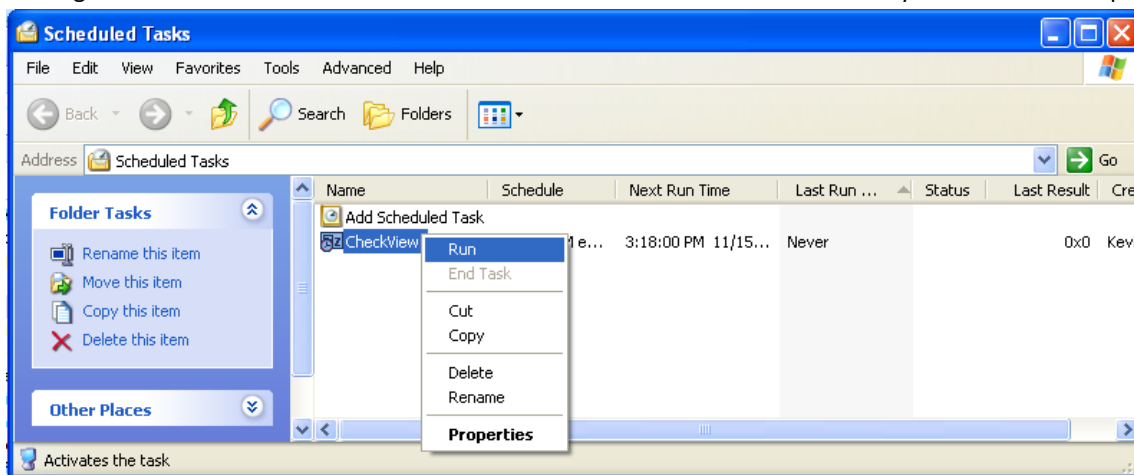 Scheduled Tasks
File Edit View Favorites Tools Advanced Help
Back Search Folders
Address Scheduled Tasks Go
Name Schedule Next Run Time Last Run ... Status Last Result Cre
Folder Tasks
Add Scheduled Task
CheckView e... 3:18:00 PM 11/15... Never 0x0 Kev
Rename this item
Move this item
Copy this item
Delete this item
Other Places
Run
End Task
Cut
Copy
Delete
Rename
Properties
Activates the task